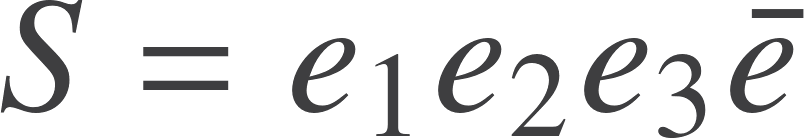 S = e₁e₂e₃ē